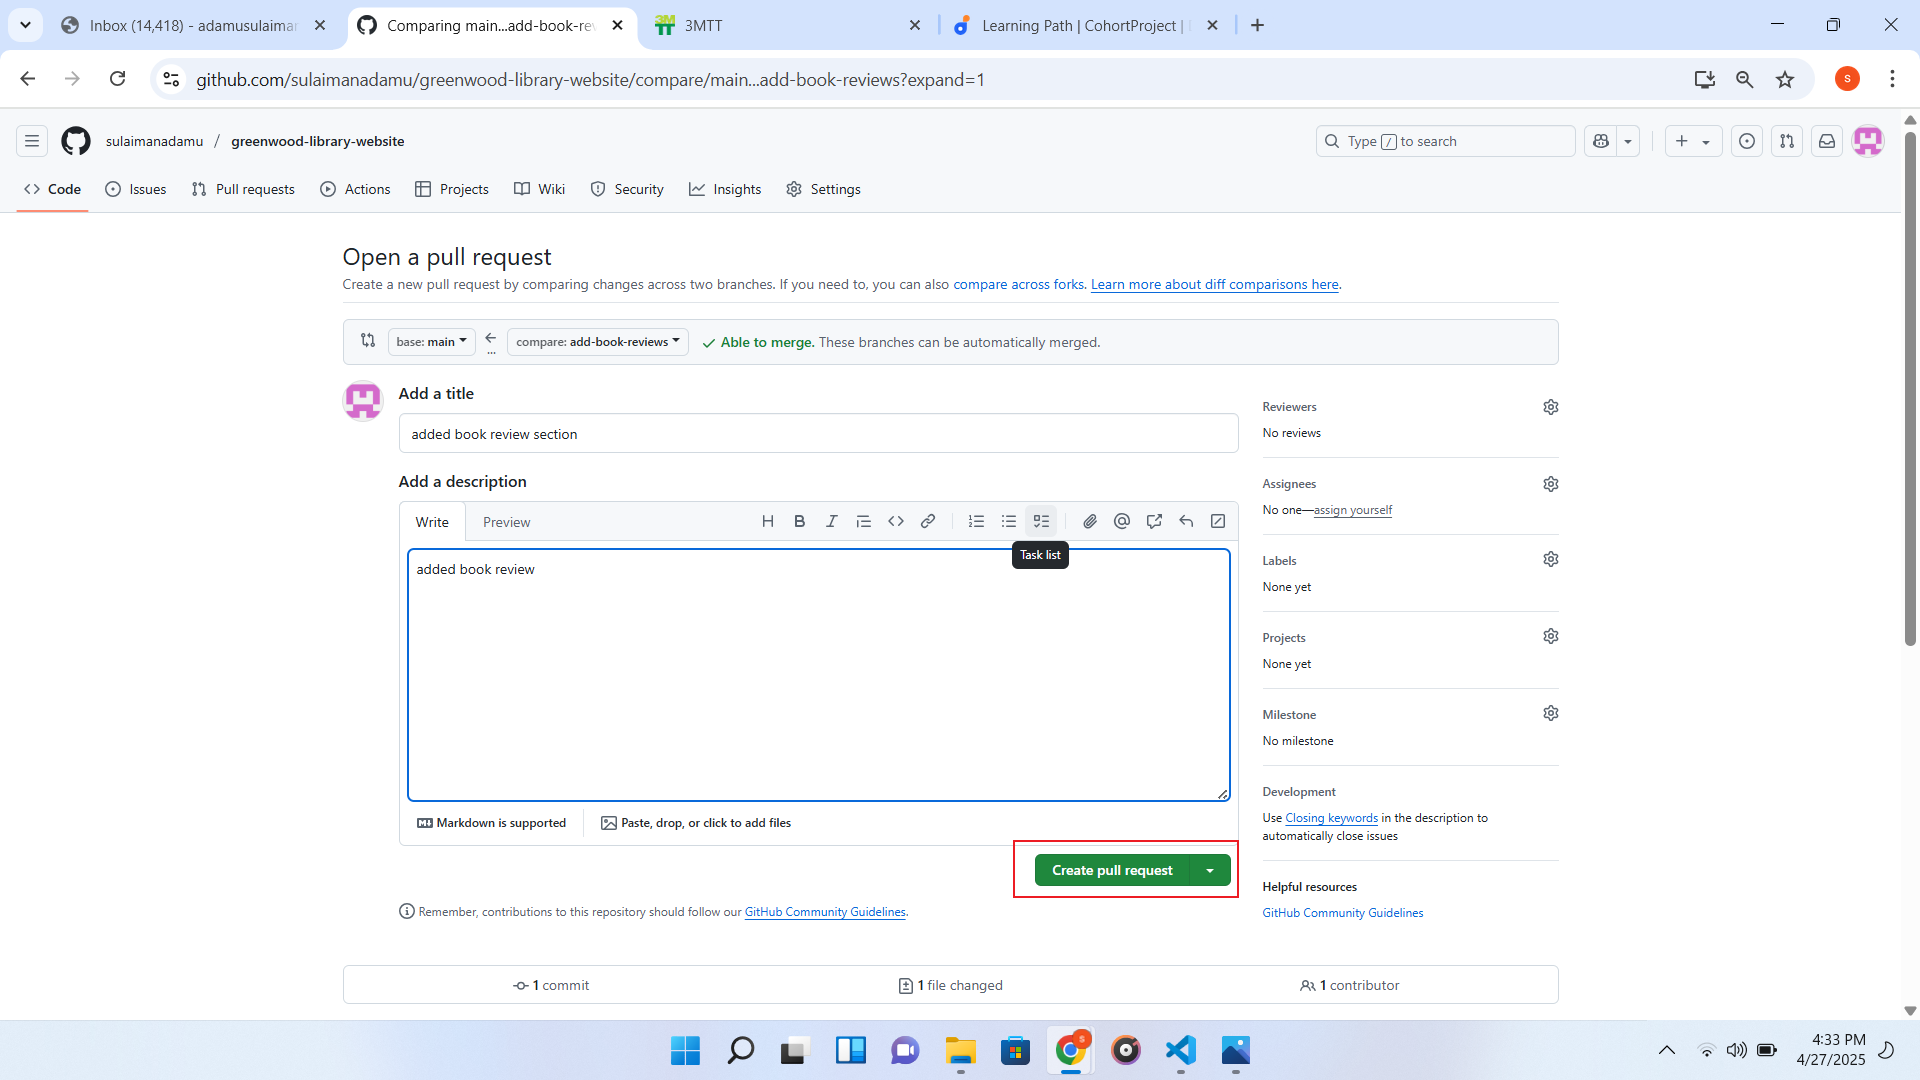 Inbox (14,418) - adamusulaiman
Comparing main...add-book-re
3MTT
Learning Path | CohortProject |
github.com/sulaimanadamu/greenwood-library-website/compare/main...add-book-reviews?expand=1
S
sulaimanadamu / greenwood-library-website
Type / to search
Code
Issues
Pull requests
Actions
Projects
Wiki
Security
Insights
Settings
Open a pull request
Create a new pull request by comparing changes across two branches. If you need to, you can also compare across forks. Learn more about diff comparisons here.
base: main
...
compare: add-book-reviews
Able to merge. These branches can be automatically merged.
Add a title
added book review section
Add a description
Write
Preview
Task list
added book review
Markdown is supported
Paste, drop, or click to add files
Create pull request
Remember, contributions to this repository should follow our GitHub Community Guidelines.
Reviewers
No reviews
Assignees
No one—assign yourself
Labels
None yet
Projects
None yet
Milestone
No milestone
Development
Use Closing keywords in the description to
automatically close issues
Helpful resources
GitHub Community Guidelines
1 commit
1 file changed
1 contributor
4:33 PM
4/27/2025